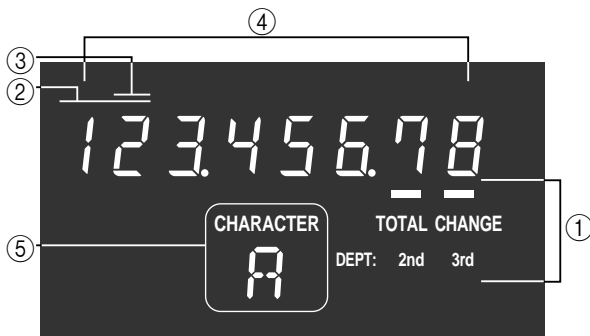 ④
③
②
123.456.78
CHARACTER TOTAL CHANGE
①
⑤ A DEPT: 2nd 3rd